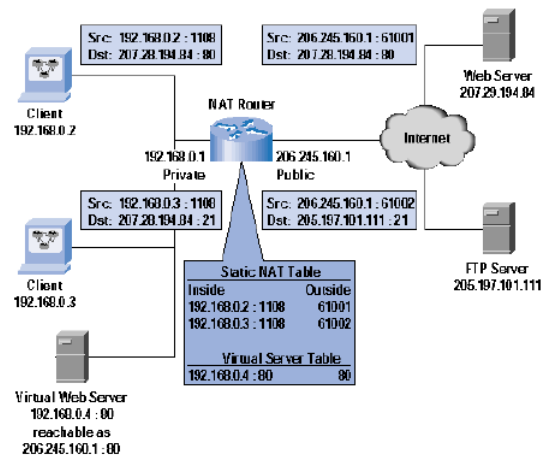 Src: 192.168.0.2 : 1108
Dst: 207.28.194.84 : 80
Src: 206.245.160.1 : 61001
Dst: 207.28.194.84 : 80
Client
192.168.0.2
NAT Router
Internet
Web Server
207.29.194.84
192.168.0.1
Private
206.245.160.1
Public
Src: 192.168.0.3 : 1108
Dst: 207.28.194.84 : 21
Src: 206.245.160.1 : 61002
Dst: 205.197.101.111 : 21
Client
192.168.0.3
FTP Server
205.197.101.111
Static NAT Table
Inside Outside
192.168.0.2 : 1108 61001
192.168.0.3 : 1108 61002
Virtual Server Table
192.168.0.4 : 80 80
Virtual Web Server
192.168.0.4 : 80
reachable as
206.245.160.1 : 80